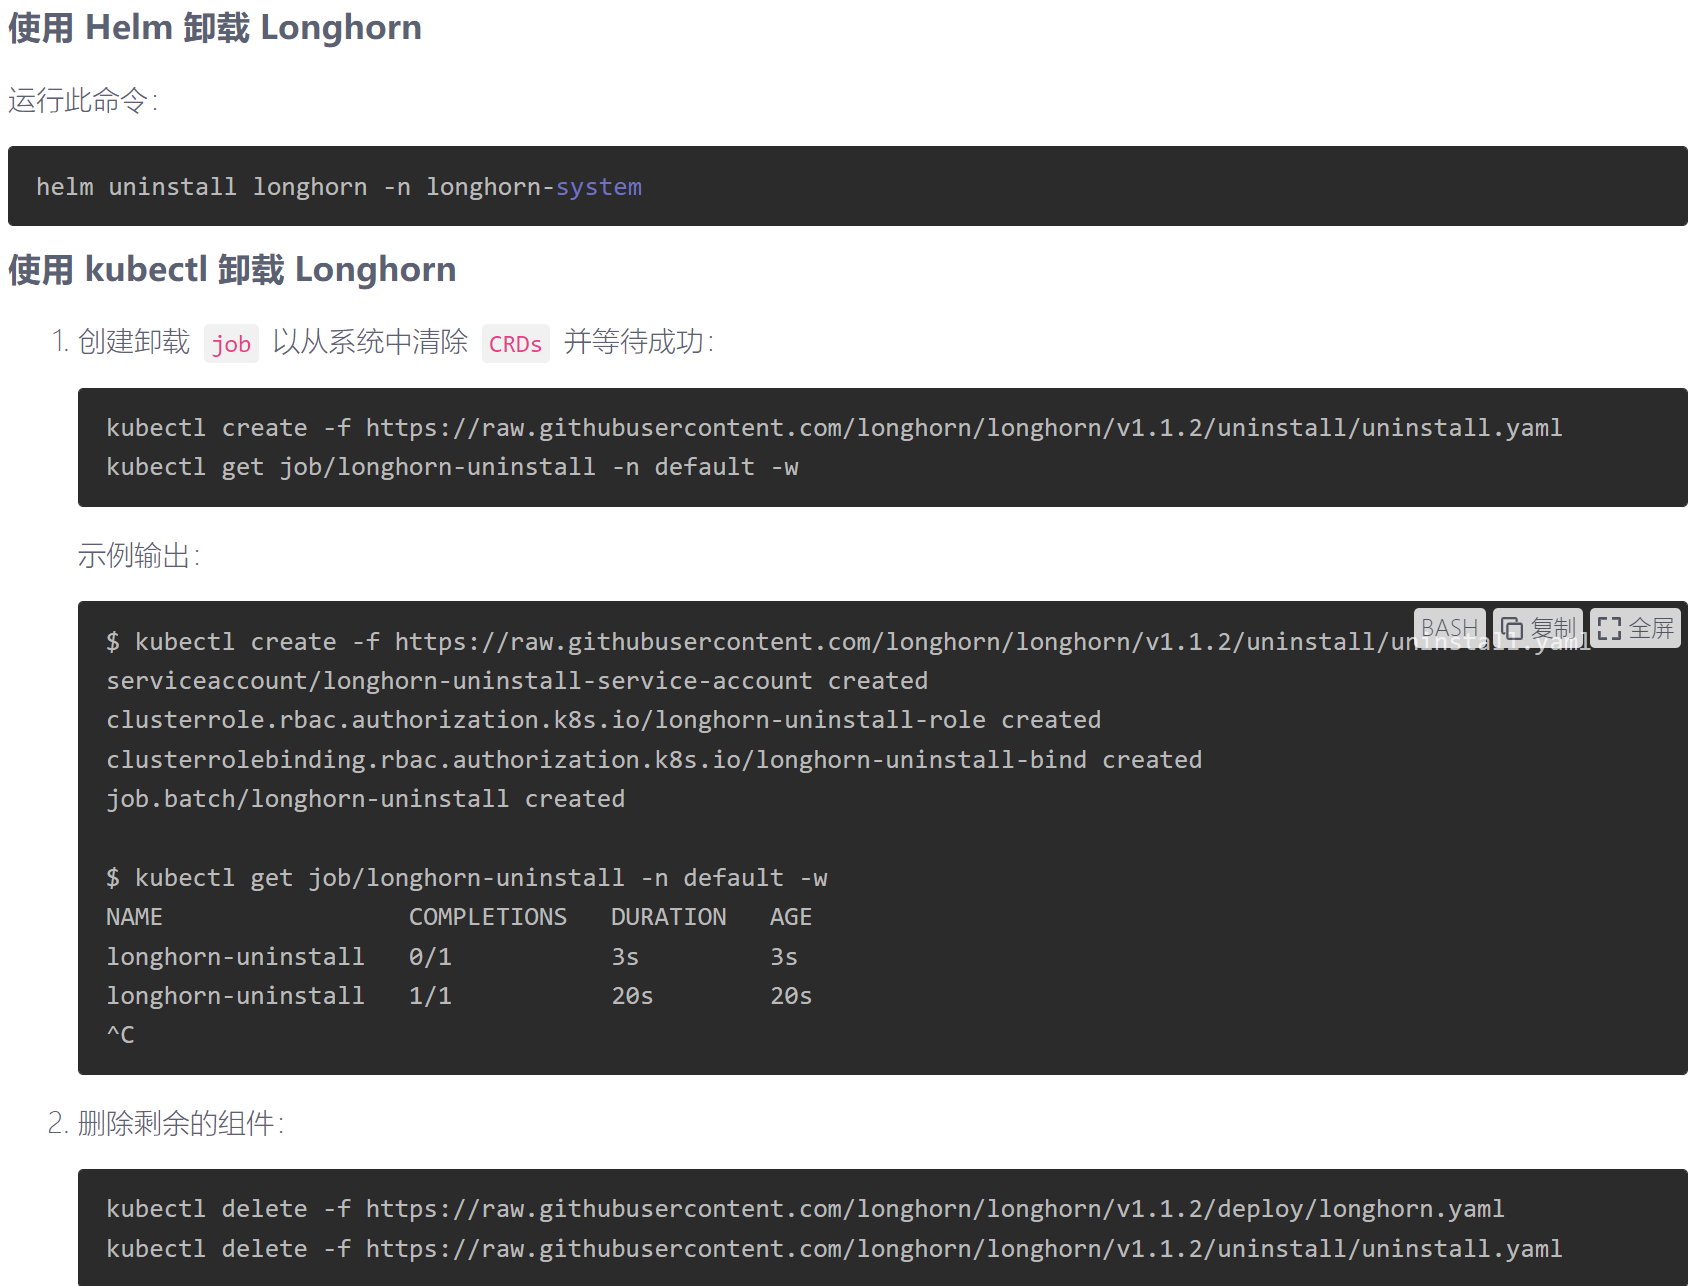 使用 Helm 卸载 Longhorn
运行此命令：
helm uninstall longhorn -n longhorn-system
使用 kubectl 卸载 Longhorn
1. 创建卸载 job 以从系统中清除 CRDs 并等待成功：
kubectl create -f https://raw.githubusercontent.com/longhorn/longhorn/v1.1.2/uninstall/uninstall.yaml
kubectl get job/longhorn-uninstall -n default -w
示例输出：
BASH 复制 全屏
$ kubectl create -f https://raw.githubusercontent.com/longhorn/longhorn/v1.1.2/uninstall/uninstall.yaml
serviceaccount/longhorn-uninstall-service-account created
clusterrole.rbac.authorization.k8s.io/longhorn-uninstall-role created
clusterrolebinding.rbac.authorization.k8s.io/longhorn-uninstall-bind created
job.batch/longhorn-uninstall created
$ kubectl get job/longhorn-uninstall -n default -w
NAME COMPLETIONS DURATION AGE
longhorn-uninstall 0/1 3s 3s
longhorn-uninstall 1/1 20s 20s
^C
2. 删除剩余的组件：
kubectl delete -f https://raw.githubusercontent.com/longhorn/longhorn/v1.1.2/deploy/longhorn.yaml
kubectl delete -f https://raw.githubusercontent.com/longhorn/longhorn/v1.1.2/uninstall/uninstall.yaml